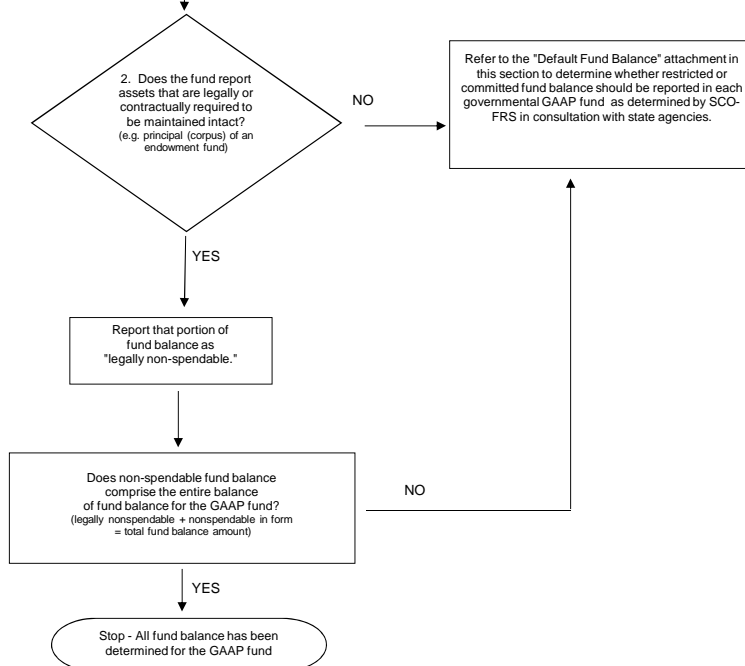 2. Does the fund report
assets that are legally or
contractually required to
be maintained intact?
(e.g. principal (corpus) of an
endowment fund)
NO
Refer to the "Default Fund Balance" attachment in
this section to determine whether restricted or
committed fund balance should be reported in each
governmental GAAP fund as determined by SCO-
FRS in consultation with state agencies.
YES
Report that portion of
fund balance as
"legally non-spendable."
Does non-spendable fund balance
comprise the entire balance
of fund balance for the GAAP fund?
(legally nonspendable + nonspendable in form
= total fund balance amount)
NO
YES
Stop - All fund balance has been
determined for the GAAP fund